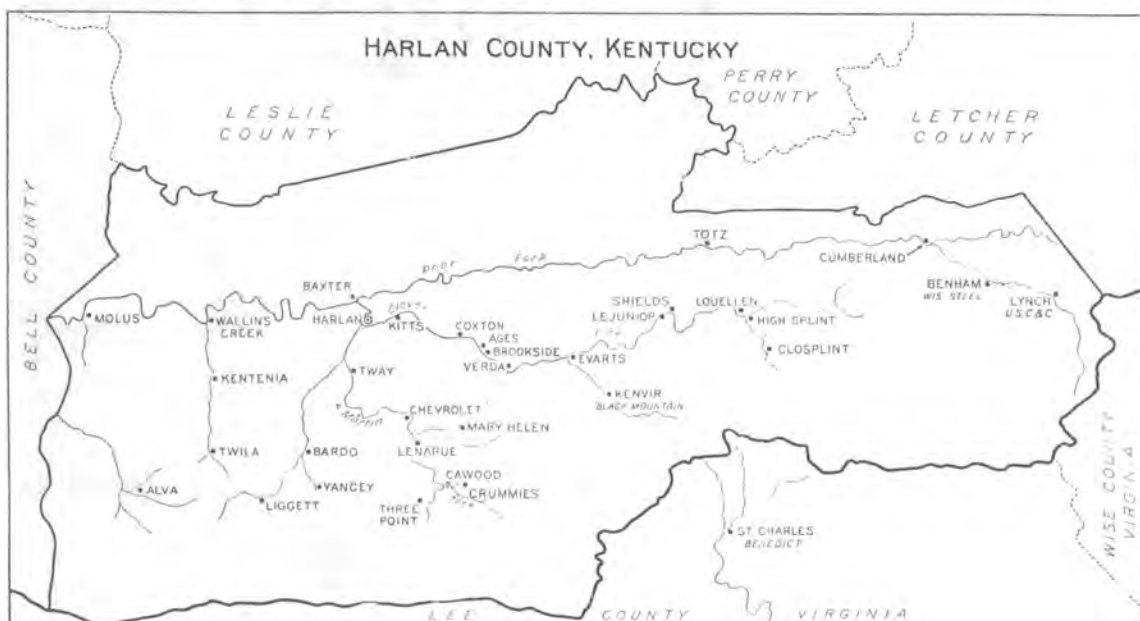 HARLAN COUNTY, KENTUCKY
LESLIE
COUNTY
PERRY
COUNTY
LETCHER
COUNTY
BELL COUNTY
TOTZ
CUMBERLAND
poor fork
BAXTER
HARLAN
clover
KITTS
MOLUS
WALLINS
CREEK
COXTON
AGES
BROOKSIDE
VERDA
EVARTS
SHIELDS
LEJUNIOR
LOUELLEN
HIGH SPLINT
CLOSPLINT
BENHAM
WIS STEEL
LYNCH
U.S.C&C
KENTENIA
TWAY
KENVIR
BLACK MOUNTAIN
Martin
CHEVROLET
MARY HELEN
LENARUE
TWILA
BARDO
CAWOOD
CRUMMIES
ALVA
LIGGETT
YANCEY
THREE
POINT
ST. CHARLES
BENEDICT
WISE COUNTY
VIRGINIA
LEE COUNTY VIRGINIA